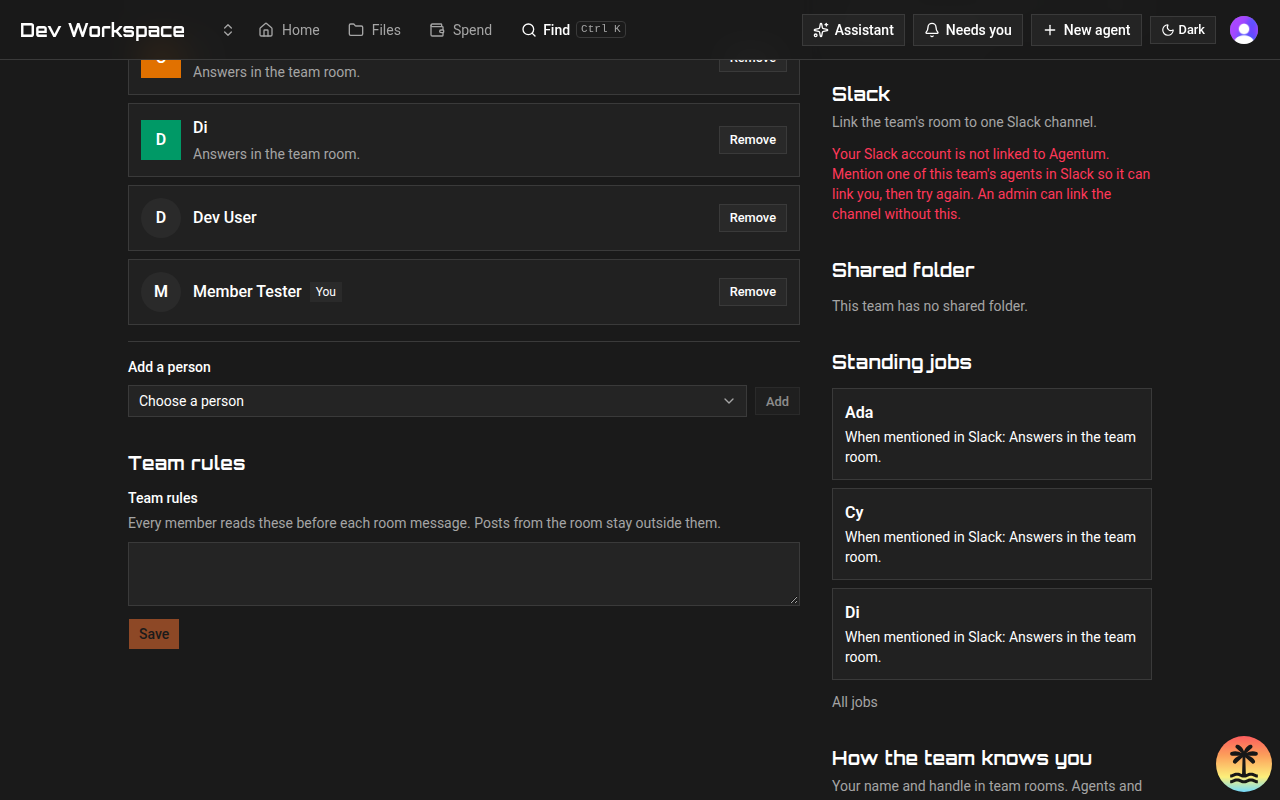 Dev Workspace
Home
Files
Spend
Find
Ctrl K
Assistant
Needs you
New agent
Dark
Answers in the team room.
Remove
D
Di
Answers in the team room.
Remove
D
Dev User
Remove
M
Member Tester
You
Remove
Add a person
Choose a person
Add
Team rules
Team rules
Every member reads these before each room message. Posts from the room stay outside them.
Save
Slack
Link the team's room to one Slack channel.
Your Slack account is not linked to Agentum.
Mention one of this team's agents in Slack so it can
link you, then try again. An admin can link the
channel without this.
Shared folder
This team has no shared folder.
Standing jobs
Ada
When mentioned in Slack: Answers in the team
room.
Cy
When mentioned in Slack: Answers in the team
room.
Di
When mentioned in Slack: Answers in the team
room.
All jobs
How the team knows you
Your name and handle in team rooms. Agents and